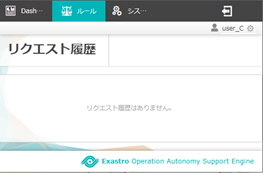 Dash… ルール シス…
user_C
リクエスト履歴
リクエスト履歴はありません。
Exastro Operation Autonomy Support Engine